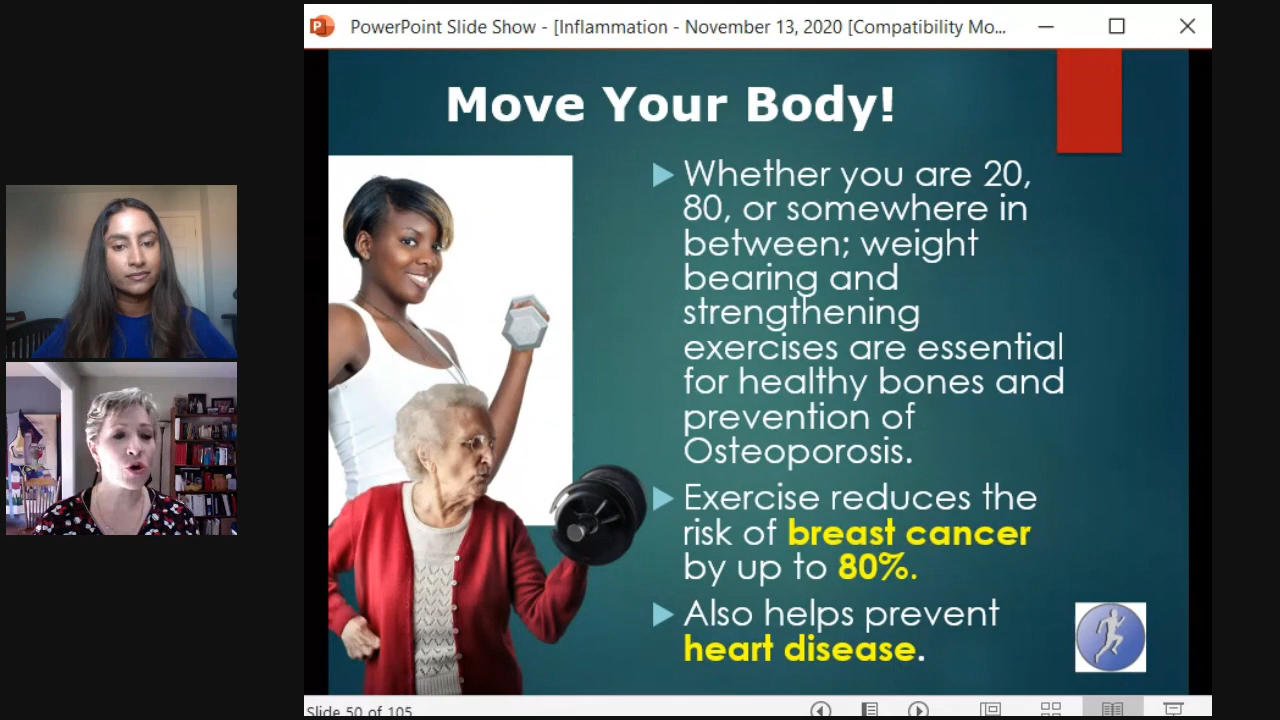 PowerPoint Slide Show - [Inflammation - November 13, 2020 [Compatibility Mo...
Move Your Body!
Whether you are 20,
80, or somewhere in
between; weight
bearing and
strengthening
exercises are essential
for healthy bones and
prevention of
Osteoporosis.
Exercise reduces the
risk of breast cancer
by up to 80%.
Also helps prevent
heart disease.
Slide 50 of 105